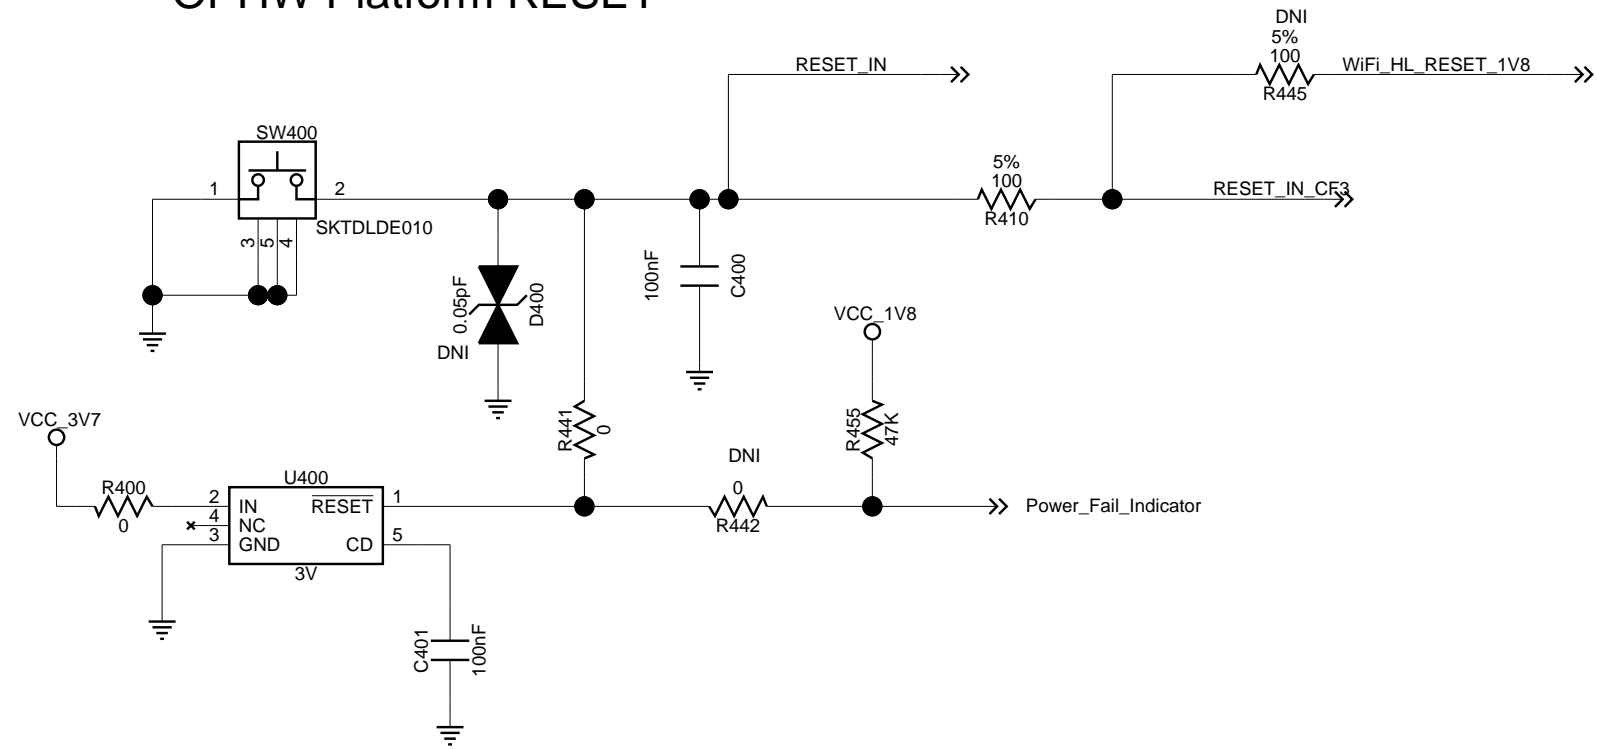 Platform RESET
DNI
5%
100
R445
WiFi_HL_RESET_1V8
RESET_IN
SW400
1
2
3
5
4
SKTDLDE010
5%
100
R410
RESET_IN_CF3
0.05pF
D400
DNI
100nF
C400
VCC_1V8
R455
47K
R441
0
VCC_3V7
R400
0
U400
2
IN
4
NC
3
GND
RESET
1
CD
5
3V
DNI
0
R442
Power_Fail_Indicator
C401
100nF